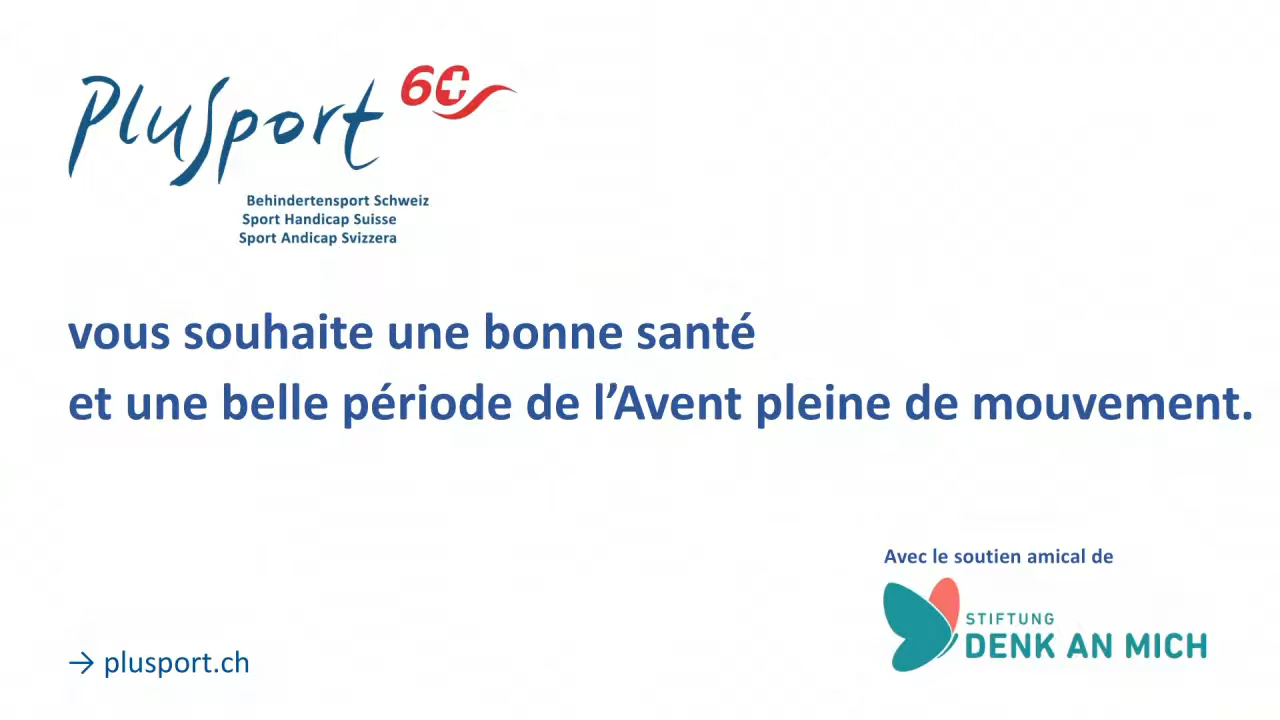 PluSport 60
Behindertensport Schweiz
Sport Handicap Suisse
Sport Andicap Svizzera
vous souhaite une bonne santé
et une belle période de l’Avent pleine de mouvement.
Avec le soutien amical de
STIFTUNG
DENK AN MICH
→ plusport.ch